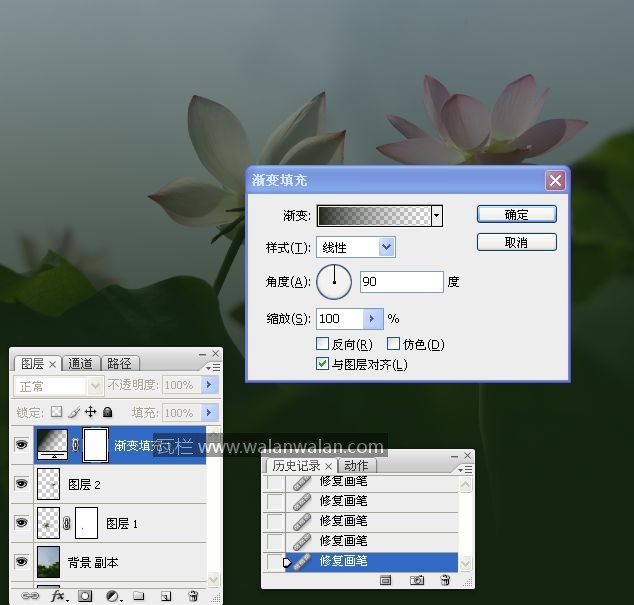 渐变填充
渐变:
确定
样式(T): 线性
取消
角度(A): 90 度
缩放(S): 100 %
反向(R) 仿色(D)
与图层对齐(L)
图层 × 通道 路径
正常 不透明度: 100%
锁定: 填充: 100%
渐变填充 1
瓦栏 www.walanwalan.com
图层 2
图层 1
背景 副本
历史记录 × 动作
修复画笔
修复画笔
修复画笔
修复画笔
修复画笔